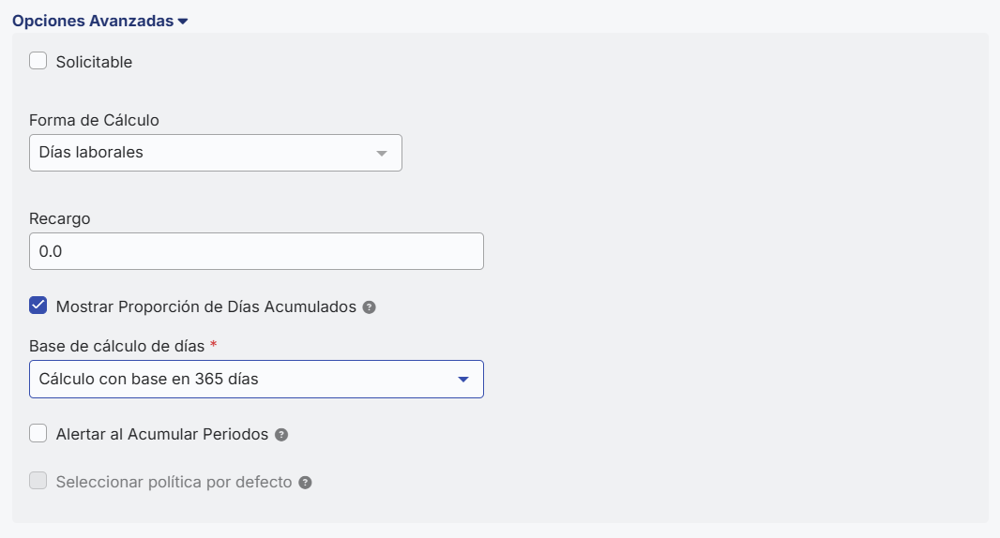 Opciones Avanzadas
Solicitable
Forma de Cálculo
Días laborales
Recargo
0.0
Mostrar Proporción de Días Acumulados ?
Base de cálculo de días *
Cálculo con base en 365 días
Alertar al Acumular Periodos ?
Seleccionar política por defecto ?